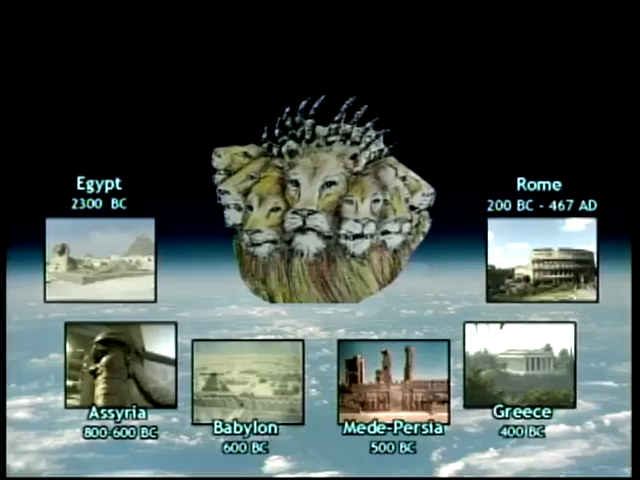 Egypt
2300 BC
Rome
200 BC - 467 AD
Assyria
800-600 BC
Babylon
600 BC
Mede-Persia
500 BC
Greece
400 BC